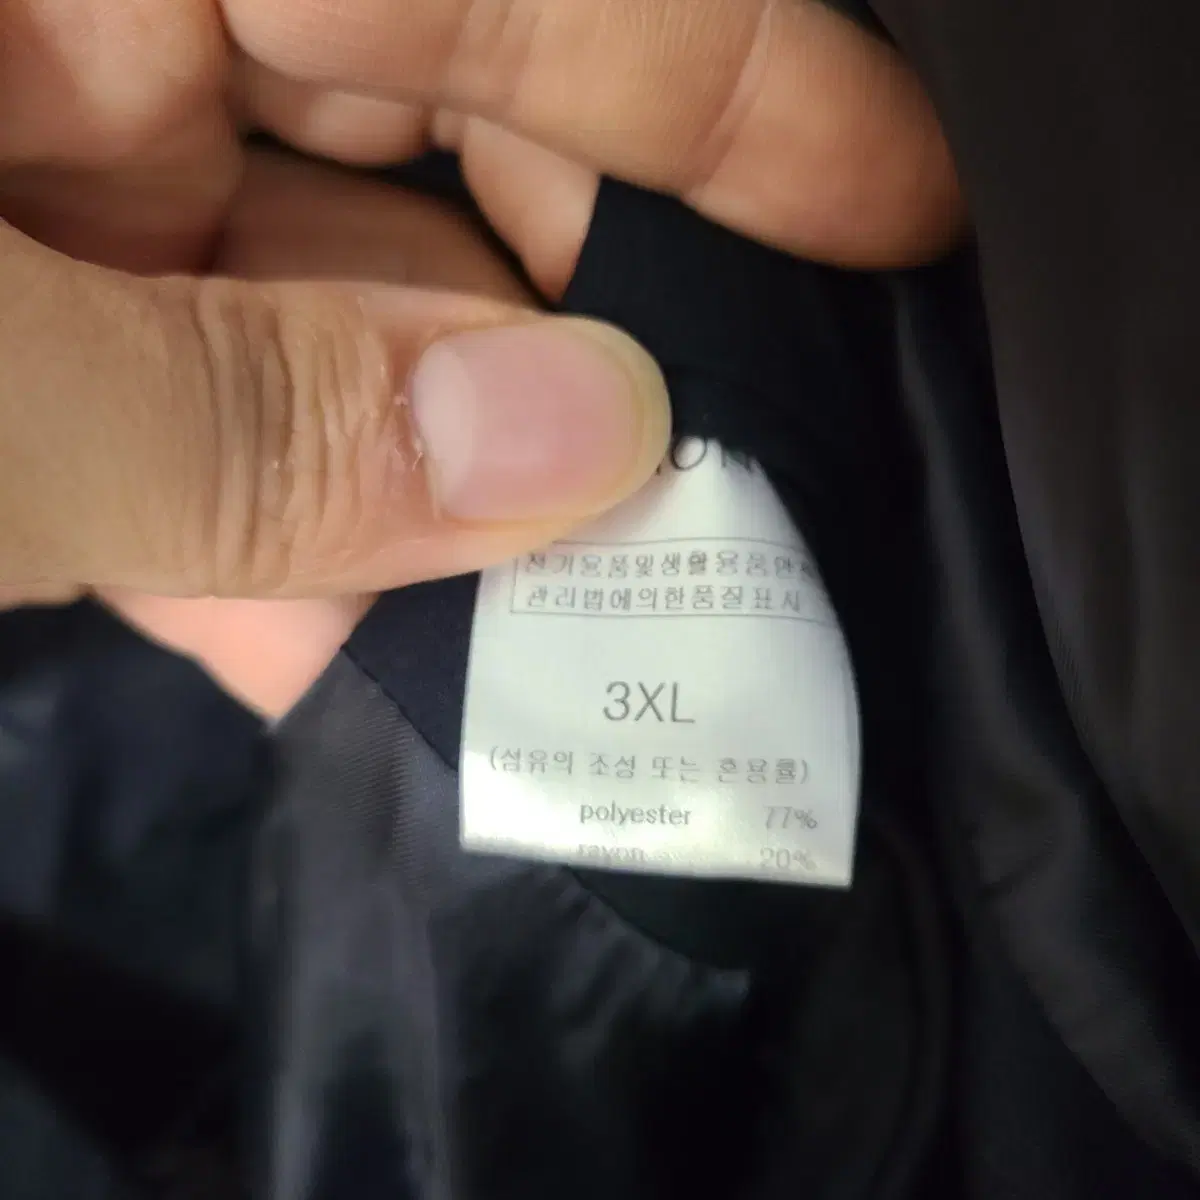 전기용품및생활용품안전
관리법에의한품질표시
3XL
(섬유의 조성 또는 혼용률)
polyester 77%
rayon 20%